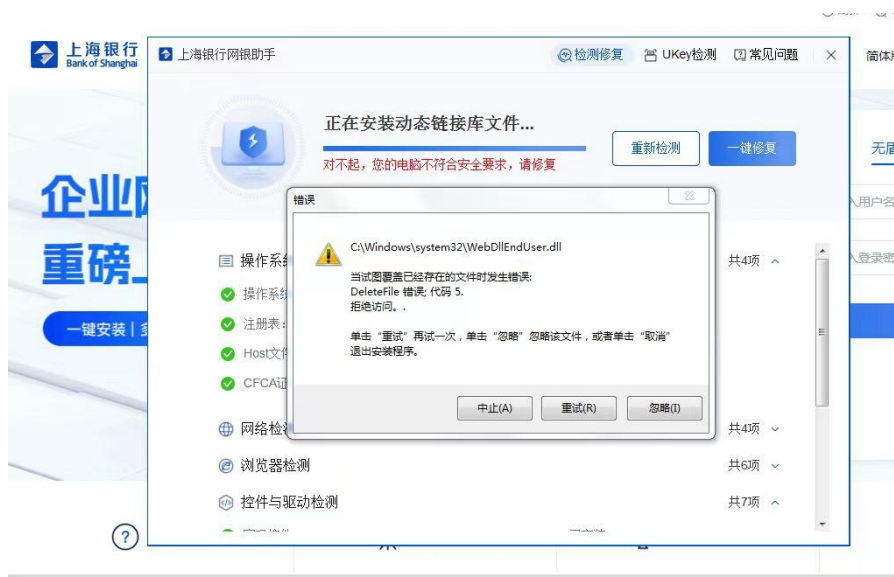 上海银行
Bank of Shanghai
上海银行网银助手
检测修复
UKey检测
常见问题
简体
正在安装动态链接库文件...
对不起，您的电脑不符合安全要求，请修复
重新检测
一键修复
企业
重磅
一键安装
错误
C:\Windows\system32\WebDllEndUser.dll
当试图覆盖已经存在的文件时发生错误:
DeleteFile 错误; 代码 5.
拒绝访问。.
单击“重试”再试一次，单击“忽略”忽略该文件，或者单击“取消”
退出安装程序。
中止(A)
重试(R)
忽略(I)
操作系 共4项
操作系
注册表:
Host文
CFCA
网络检 共4项
浏览器检测 共6项
控件与驱动检测 共7项
用户名
登录密